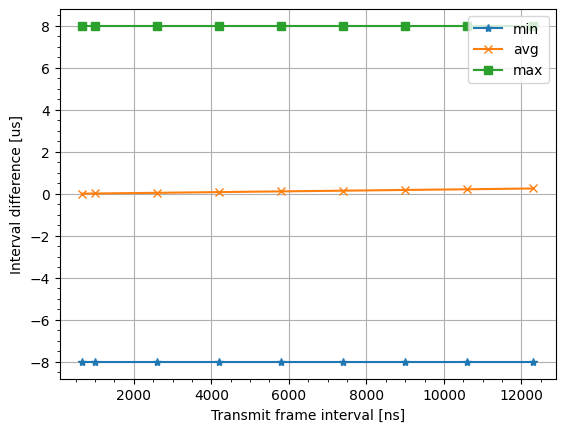 8
6
4
2
0
−2
−4
−6
−8
Interval difference [us]
min
avg
max
2000 4000 6000 8000 10000 12000
Transmit frame interval [ns]